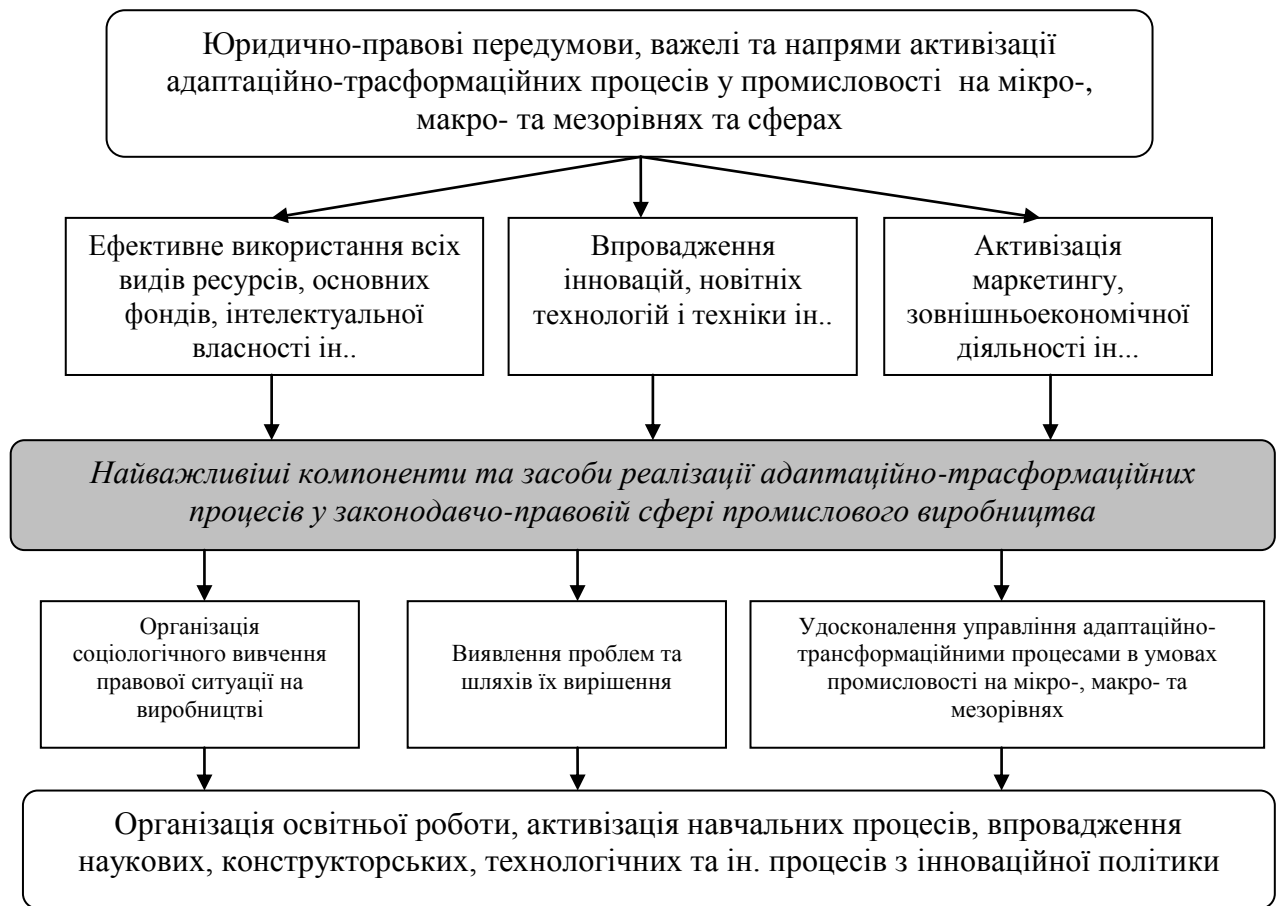 Юридично-правові передумови, важелі та напрями активізації
адаптаційно-трасформаційних процесів у промисловості на мікро-,
макро- та мезорівнях та сферах
Ефективне використання всіх
видів ресурсів, основних
фондів, інтелектуальної
власності ін..
Впровадження
інновацій, новітніх
технологій і техніки ін..
Активізація
маркетингу,
зовнішньоекономічної
діяльності ін...
Найважливіші компоненти та засоби реалізації адаптаційно-трасформаційних
процесів у законодавчо-правовій сфері промислового виробництва
Організація
соціологічного вивчення
правової ситуації на
виробництві
Виявлення проблем та
шляхів їх вирішення
Удосконалення управління адаптаційно-
трансформаційними процесами в умовах
промисловості на мікро-, макро- та
мезорівнях
Організація освітньої роботи, активізація навчальних процесів, впровадження
наукових, конструкторських, технологічних та ін. процесів з інноваційної політики